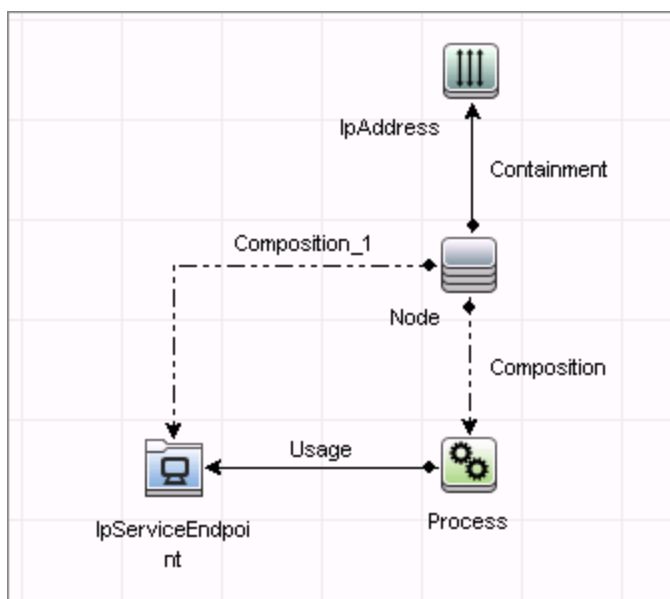 IpAddress
Containment
Composition_1
Node
Composition
Usage
IpServiceEndpoi
nt
Process